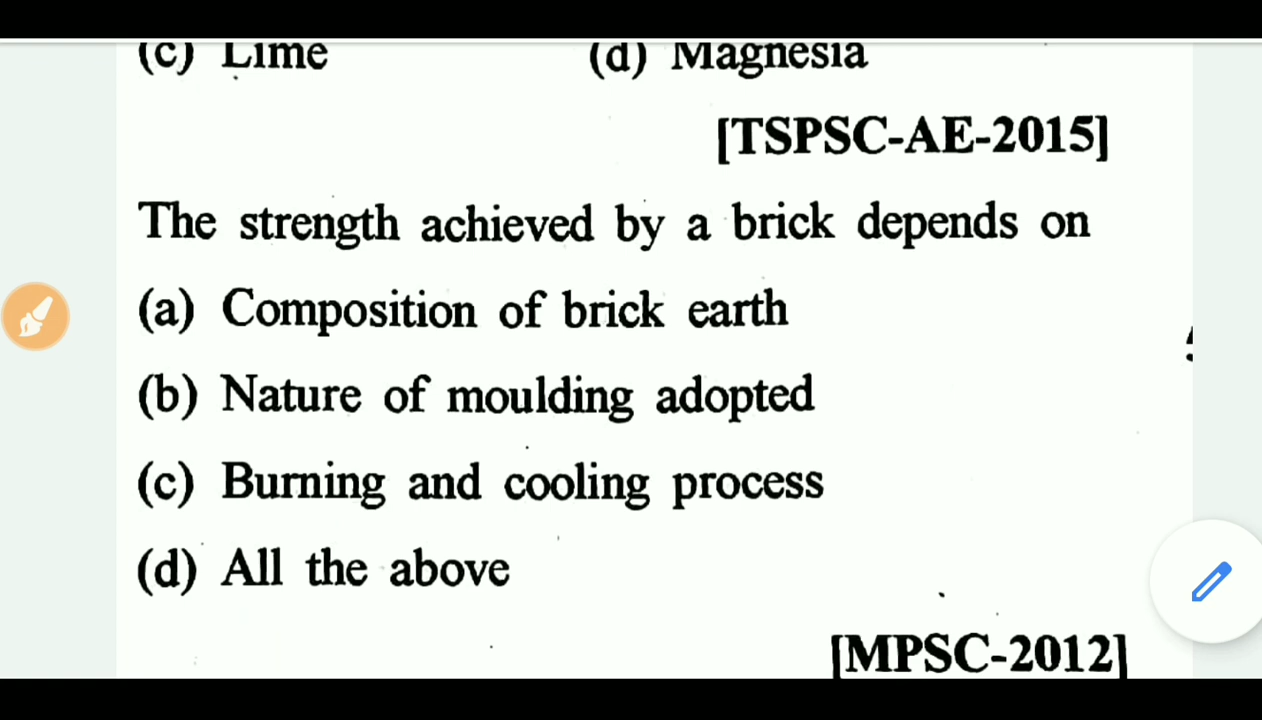 (c) Lime (d) Magnesia
[TSPSC-AE-2015]
The strength achieved by a brick depends on
(a) Composition of brick earth
(b) Nature of moulding adopted
(c) Burning and cooling process
(d) All the above
[MPSC-2012]